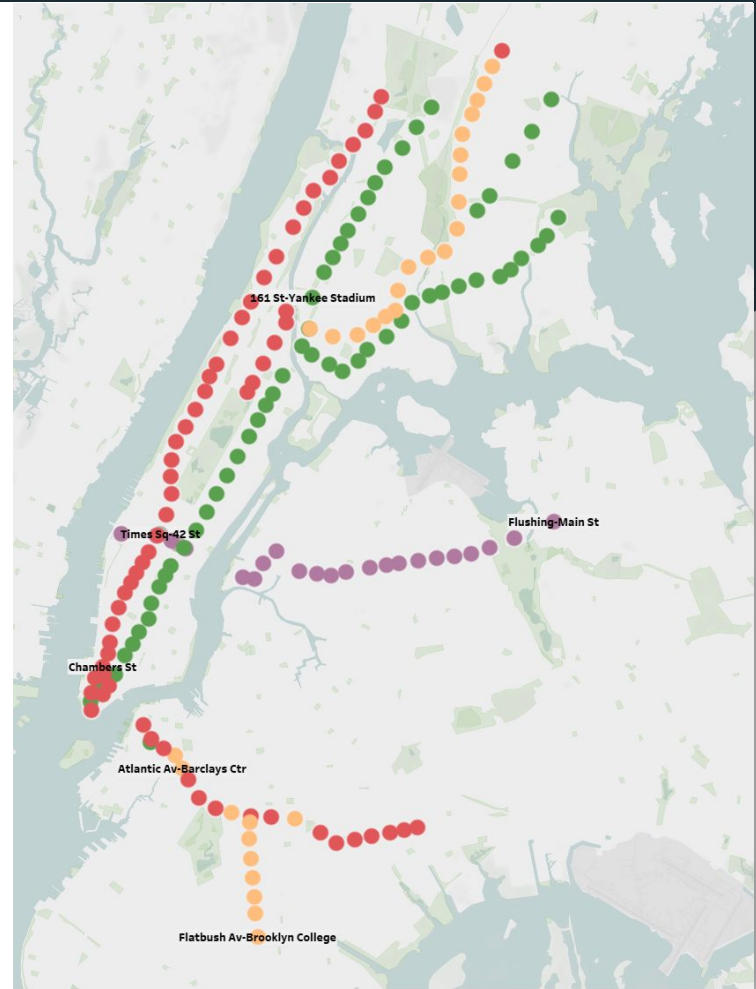 161 St-Yankee Stadium
Flushing-Main St
Times Sq-42 St
Chambers St
Atlantic Av-Barclays Ctr
Flatbush Av-Brooklyn College